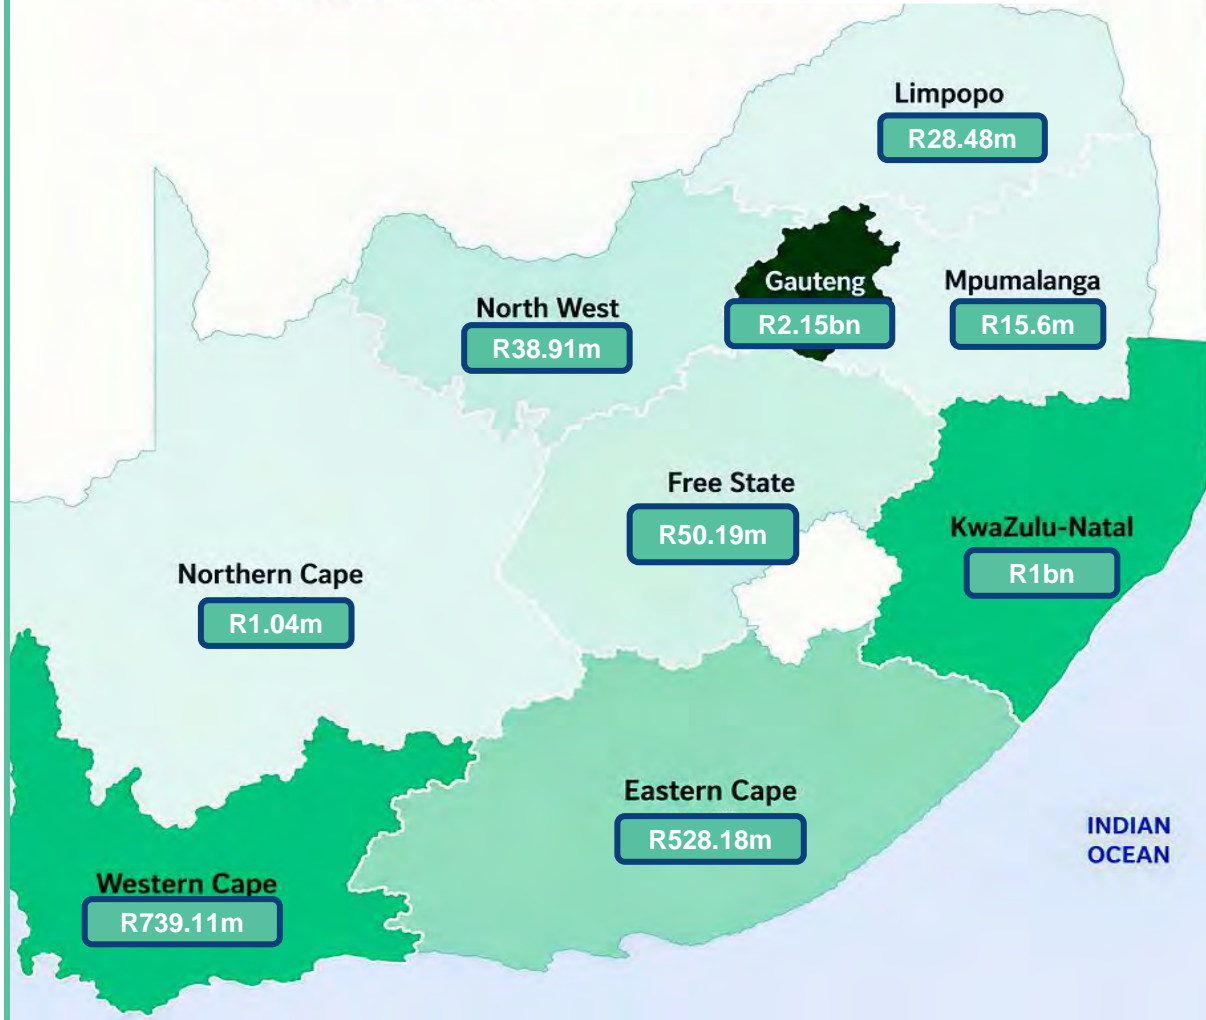 Limpopo
R28.48m
Gauteng
R2.15bn
Mpumalanga
R15.6m
North West
R38.91m
Free State
R50.19m
KwaZulu-Natal
R1bn
Northern Cape
R1.04m
Eastern Cape
R528.18m
INDIAN
OCEAN
Western Cape
R739.11m